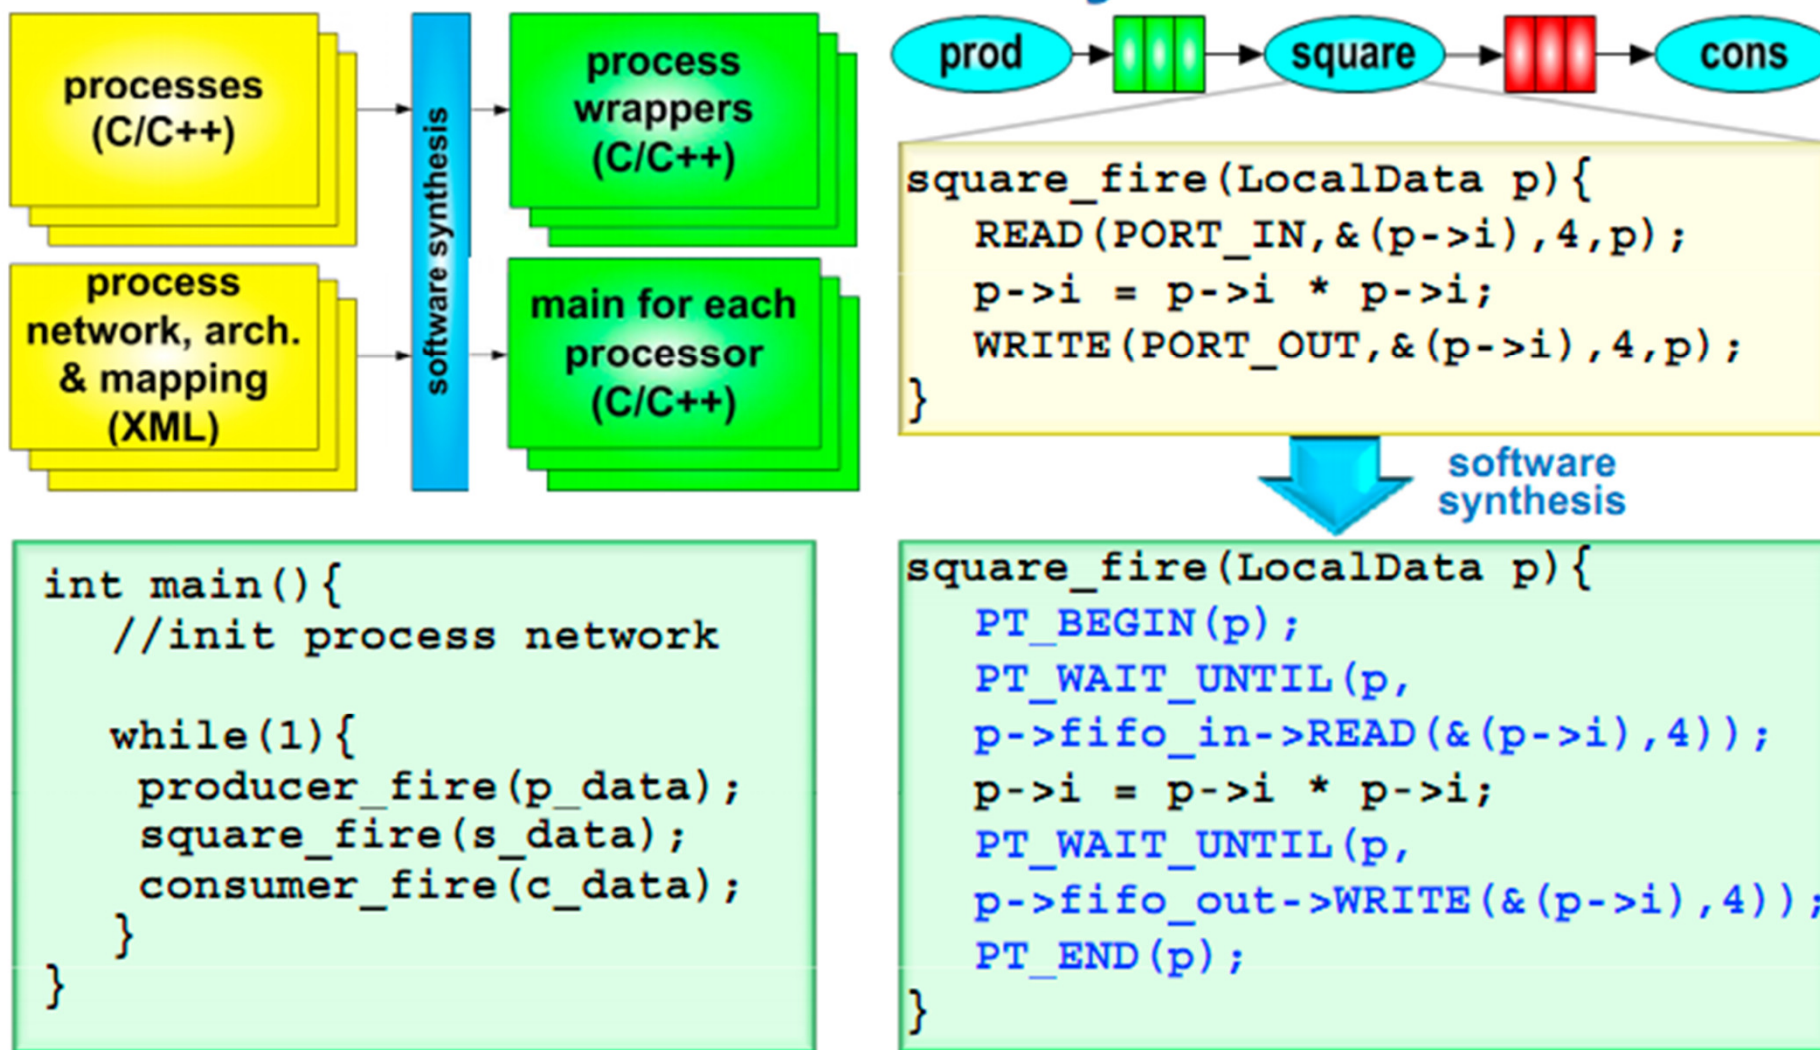 processes
(C/C++)
process
network, arch.
& mapping
(XML)
software synthesis
process
wrappers
(C/C++)
main for each
processor
(C/C++)
prod
square
cons
square_fire(LocalData p){
READ(PORT_IN,&(p->i),4,p);
p->i = p->i * p->i;
WRITE(PORT_OUT,&(p->i),4,p);
}
software
synthesis
int main(){
//init process network
while(1){
producer_fire(p_data);
square_fire(s_data);
consumer_fire(c_data);
}
}
square_fire(LocalData p){
PT_BEGIN(p);
PT_WAIT_UNTIL(p,
p->fifo_in->READ(&(p->i),4));
p->i = p->i * p->i;
PT_WAIT_UNTIL(p,
p->fifo_out->WRITE(&(p->i),4));
PT_END(p);
}